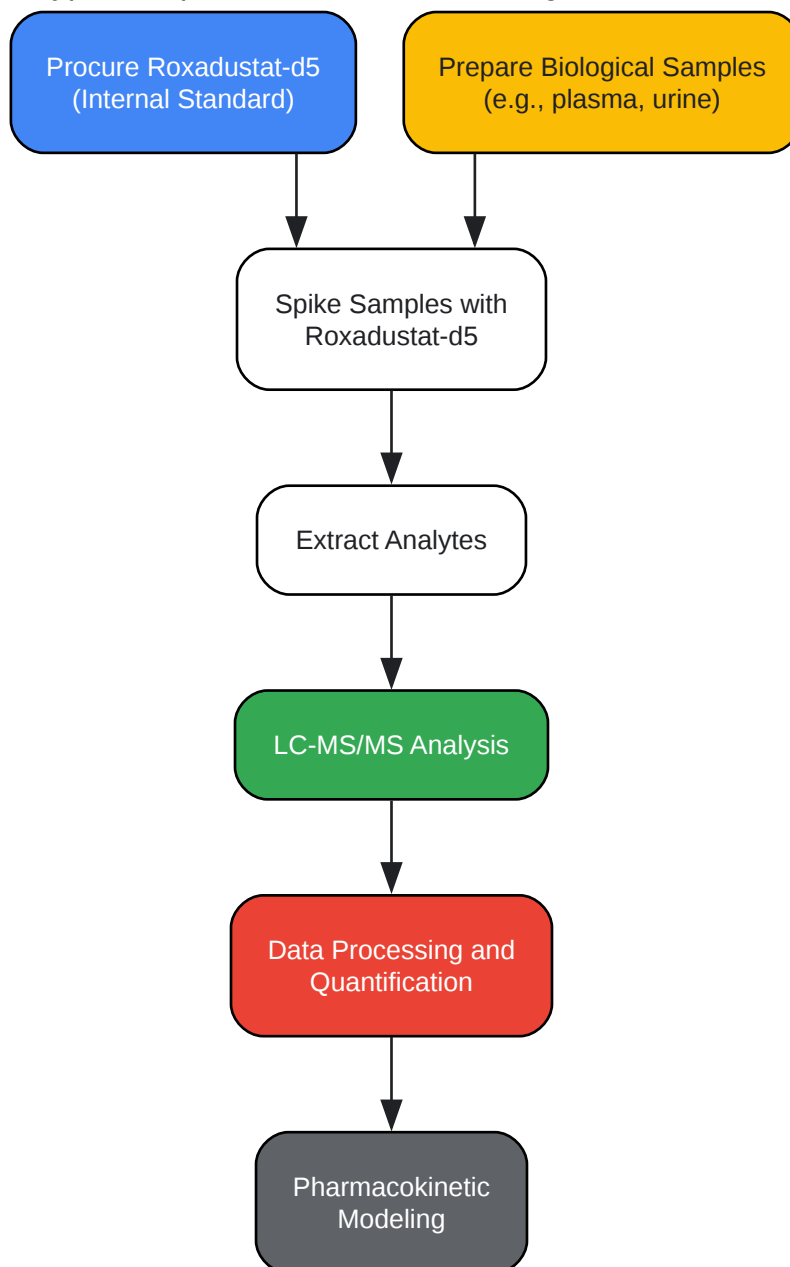 Procure Roxadustat-d5
(Internal Standard)
Prepare Biological Samples
(e.g., plasma, urine)
Spike Samples with
Roxadustat-d5
Extract Analytes
LC-MS/MS Analysis
Data Processing and
Quantification
Pharmacokinetic
Modeling